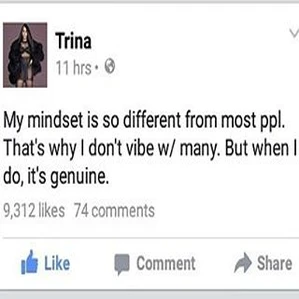 Trina
11 hrs •
My mindset is so different from most ppl.
That's why I don't vibe w/ many. But when I
do, it's genuine.
9,312 likes 74 comments
Like Comment Share